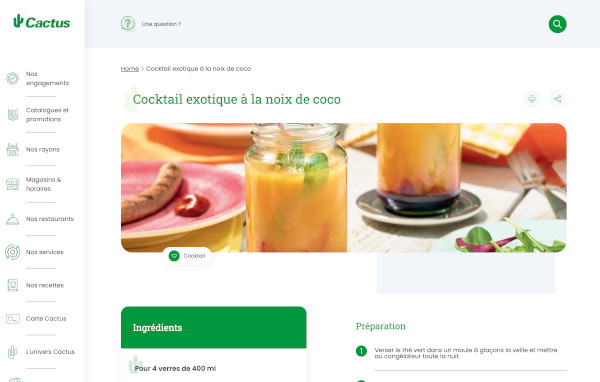 Cactus
Une question ?
Nos
engagements
Catalogues et
promotions
Nos rayons
Magasins &
horaires
Nos restaurants
Nos services
Nos recettes
Carte Cactus
L'univers Cactus
Home > Cocktail exotique à la noix de coco
Cocktail exotique à la noix de coco
Cocktail
Ingrédients
Pour 4 verres de 400 ml
Préparation
1 Verser le thé vert dans un moule à glaçons la veille et mettre
au congélateur toute la nuit.